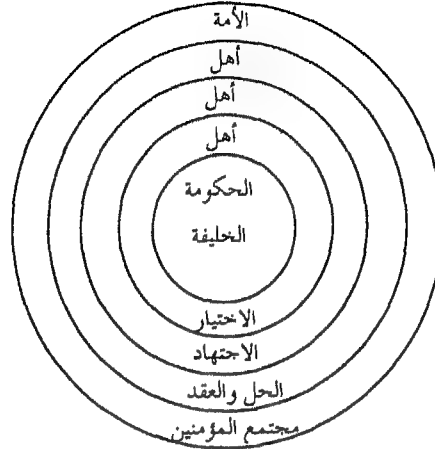 الأمة
أهل
أهل
أهل
الحكومة
الخليفة
الاختيار
الاجتهاد
الحل والعقد
مجتمع المؤمنين